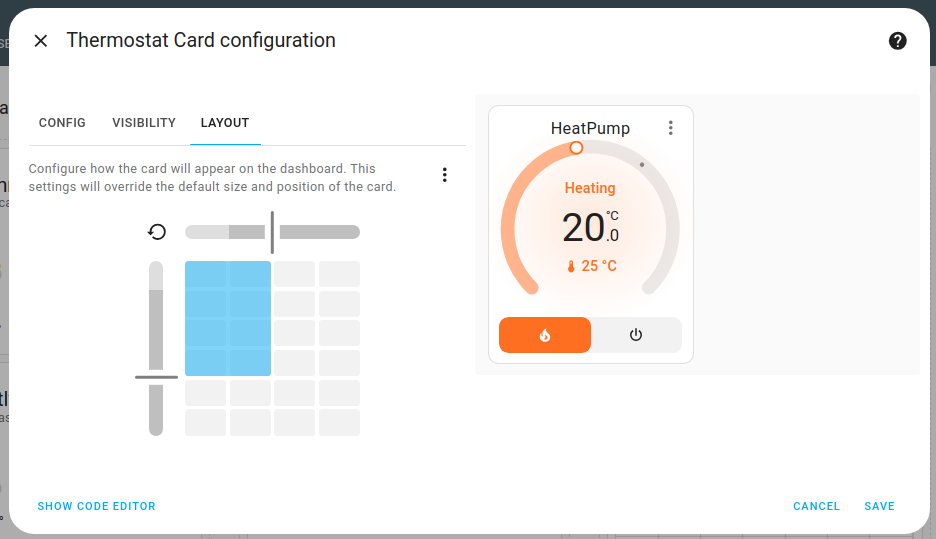 Thermostat Card configuration
CONFIG VISIBILITY LAYOUT
Configure how the card will appear on the dashboard. This
settings will override the default size and position of the card.
HeatPump
Heating
20.0 °C
25 °C
SHOW CODE EDITOR
CANCEL SAVE